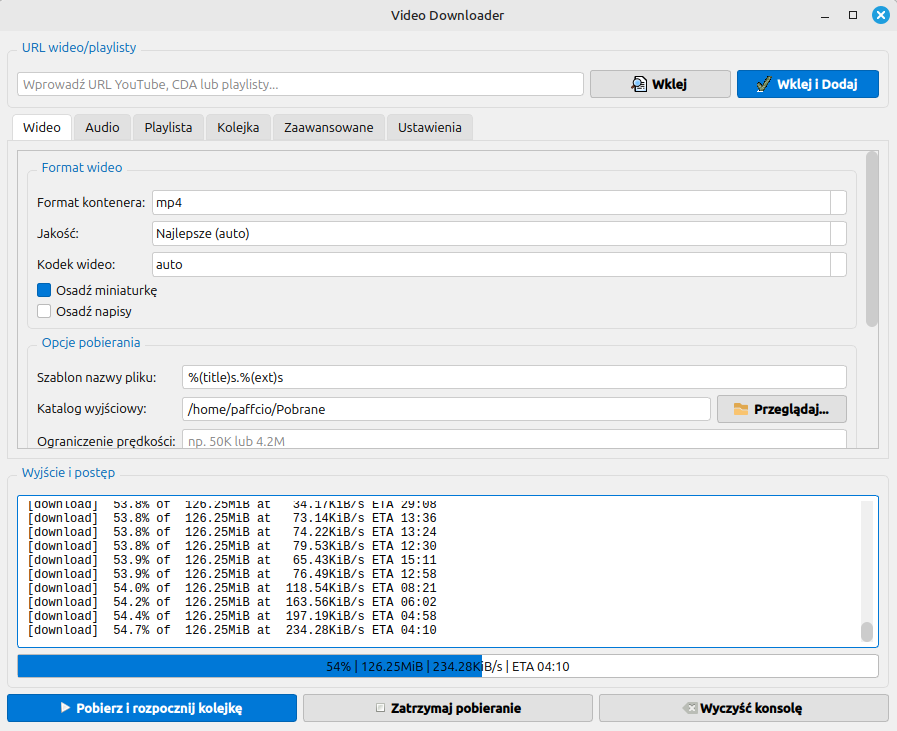 Video Downloader
URL wideo/playlisty
Wprowadź URL YouTube, CDA lub playlisty...
Wklej
Wklej i Dodaj
Wideo
Audio
Playlista
Kolejka
Zaawansowane
Ustawienia
Format wideo
Format kontenera:
mp4
Jakość:
Najlepsze (auto)
Kodek wideo:
auto
Osadź miniaturkę
Osadź napisy
Opcje pobierania
Szablon nazwy pliku:
%(title)s.%(ext)s
Katalog wyjściowy:
/home/paffcio/Pobrane
Przeglądaj...
Ograniczenie prędkości:
np. 50K lub 4.2M
Wyjście i postęp
[download]  53.8% of  126.25MiB at   34.17KiB/s ETA 29:08
[download]  53.8% of  126.25MiB at   73.14KiB/s ETA 13:36
[download]  53.8% of  126.25MiB at   74.22KiB/s ETA 13:24
[download]  53.8% of  126.25MiB at   79.53KiB/s ETA 12:30
[download]  53.9% of  126.25MiB at   65.43KiB/s ETA 15:11
[download]  53.9% of  126.25MiB at   76.49KiB/s ETA 12:58
[download]  54.0% of  126.25MiB at  118.54KiB/s ETA 08:21
[download]  54.2% of  126.25MiB at  163.56KiB/s ETA 06:02
[download]  54.4% of  126.25MiB at  197.19KiB/s ETA 04:58
[download]  54.7% of  126.25MiB at  234.28KiB/s ETA 04:10
54% | 126.25MiB | 234.28KiB/s | ETA 04:10
Pobierz i rozpocznij kolejkę
Zatrzymaj pobieranie
Wyczyść konsolę